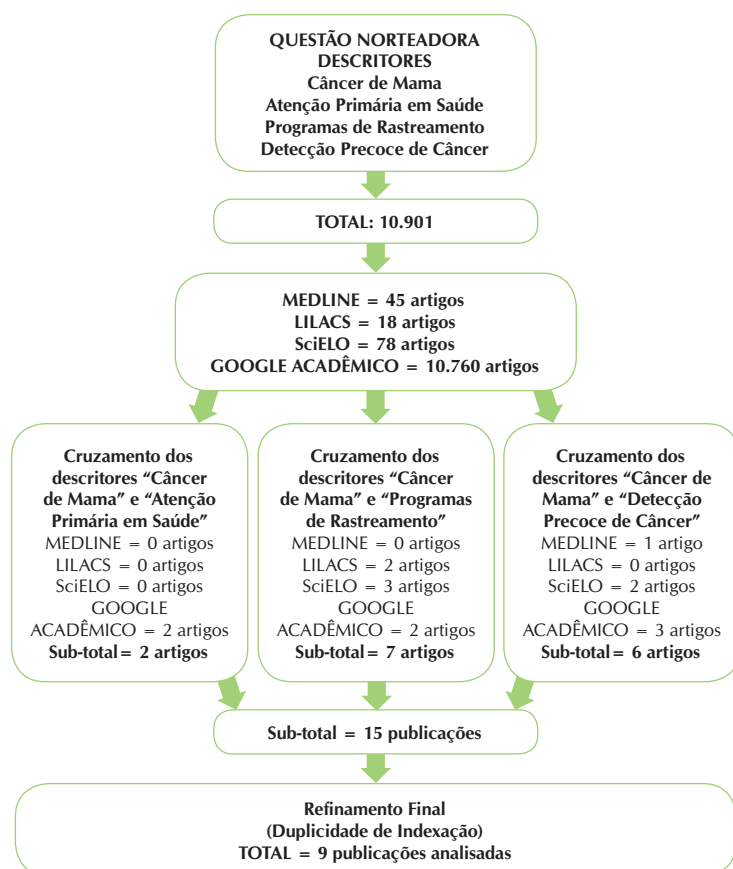 QUESTÃO NORTEADORA
DESCRITORES
Câncer de Mama
Atenção Primária em Saúde
Programas de Rastreamento
Detecção Precoce de Câncer
TOTAL: 10.901
MEDLINE = 45 artigos
LILACS = 18 artigos
SciELO = 78 artigos
GOOGLE ACADÊMICO = 10.760 artigos
Cruzamento dos
descritores “Câncer
de Mama” e “Atenção
Primária em Saúde”
MEDLINE = 0 artigos
LILACS = 0 artigos
SciELO = 0 artigos
GOOGLE
ACADÊMICO = 2 artigos
Sub-total= 2 artigos
Cruzamento dos
descritores “Câncer
de Mama” e “Programas
de Rastreamento”
MEDLINE = 0 artigos
LILACS = 2 artigos
SciELO = 3 artigos
GOOGLE
ACADÊMICO = 2 artigos
Sub-total = 7 artigos
Cruzamento dos
descritores “Câncer de
Mama” e “Detecção
Precoce de Câncer”
MEDLINE = 1 artigo
LILACS = 0 artigos
SciELO = 2 artigos
GOOGLE
ACADÊMICO = 3 artigos
Sub-total = 6 artigos
Sub-total = 15 publicações
Refinamento Final
(Duplicidade de Indexação)
TOTAL = 9 publicações analisadas